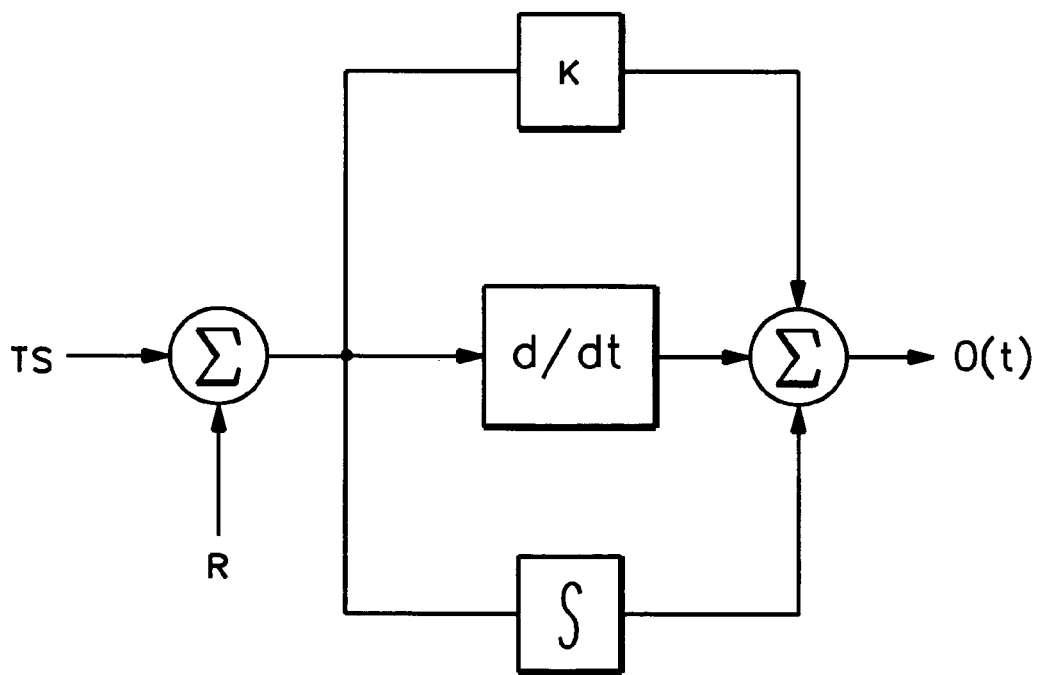 K
TS
Σ
d/dt
Σ
O(t)
R
∫